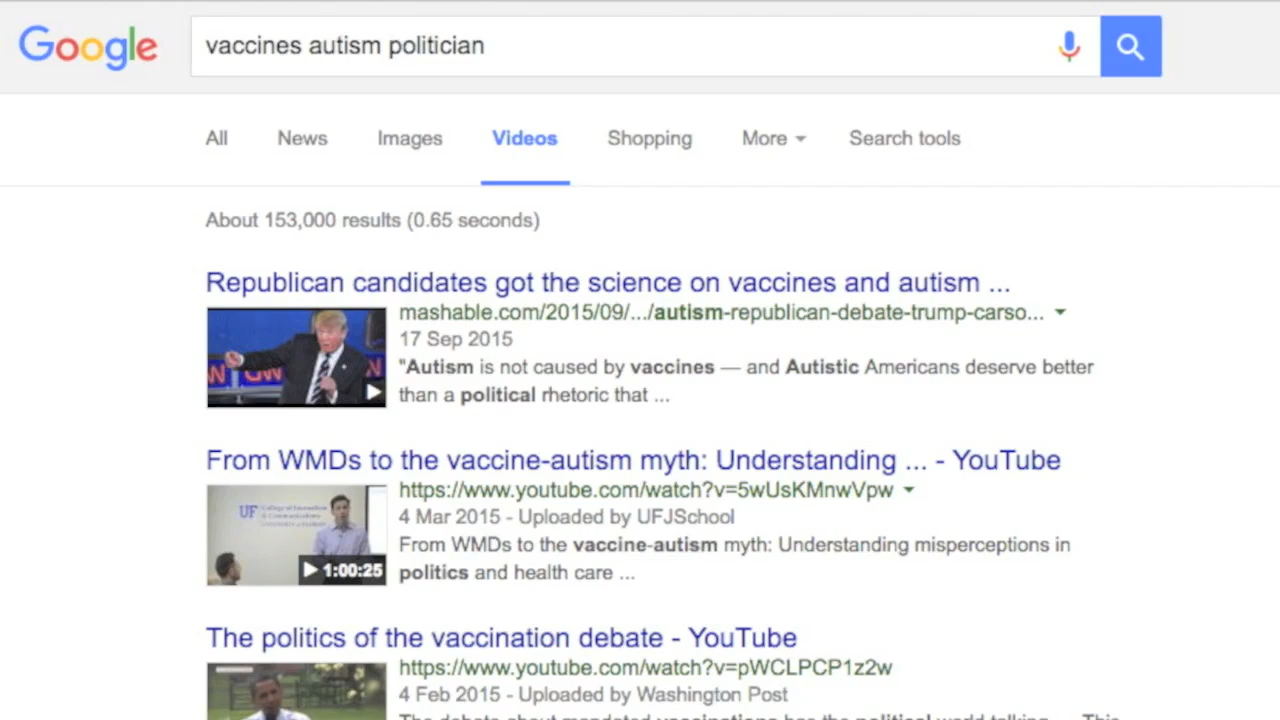 Google
vaccines autism politician
All News Images Videos Shopping More Search tools
About 153,000 results (0.65 seconds)
Republican candidates got the science on vaccines and autism ...
mashable.com/2015/09/.../autism-republican-debate-trump-carso...
17 Sep 2015
"Autism is not caused by vaccines — and Autistic Americans deserve better
than a political rhetoric that ...
From WMDs to the vaccine-autism myth: Understanding ... - YouTube
https://www.youtube.com/watch?v=5wUsKMnwVpw
4 Mar 2015 - Uploaded by UFJSchool
UF
1:00:25
From WMDs to the vaccine-autism myth: Understanding misperceptions in
politics and health care ...
The politics of the vaccination debate - YouTube
https://www.youtube.com/watch?v=pWCLPCP1z2w
4 Feb 2015 - Uploaded by Washington Post